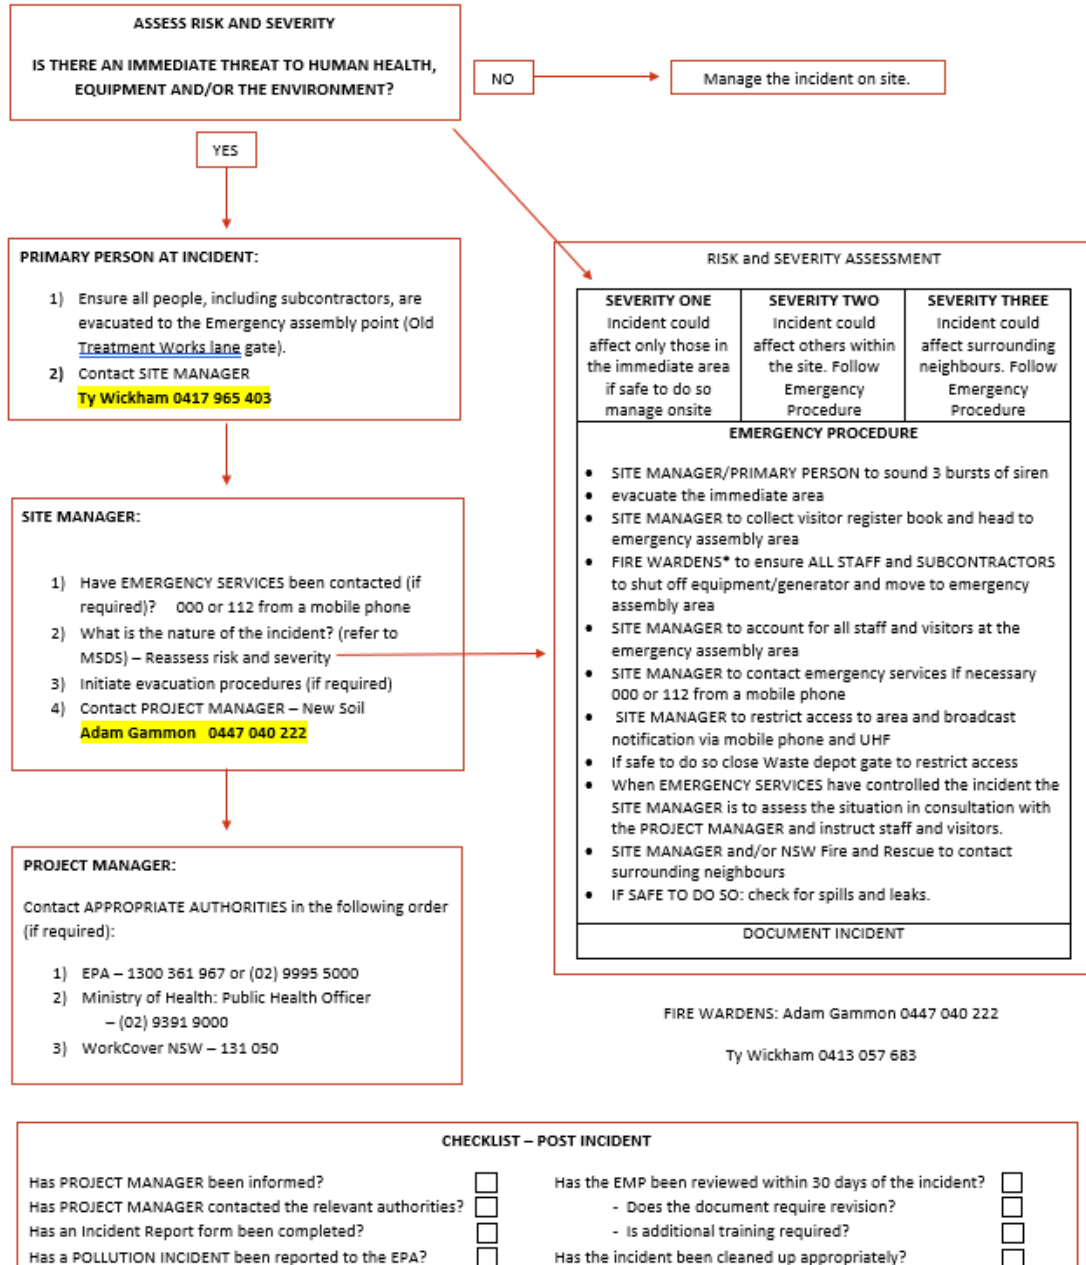 ASSESS RISK AND SEVERITY
IS THERE AN IMMEDIATE THREAT TO HUMAN HEALTH,
EQUIPMENT AND/OR THE ENVIRONMENT?
NO
Manage the incident on site.
YES
PRIMARY PERSON AT INCIDENT:
1) Ensure all people, including subcontractors, are
evacuated to the Emergency assembly point (Old
Treatment Works lane gate).
2) Contact SITE MANAGER
Ty Wickham 0417 965 403
SITE MANAGER:
1) Have EMERGENCY SERVICES been contacted (if
required)? 000 or 112 from a mobile phone
2) What is the nature of the incident? (refer to
MSDS) – Reassess risk and severity
3) Initiate evacuation procedures (if required)
4) Contact PROJECT MANAGER – New Soil
Adam Gammon 0447 040 222
PROJECT MANAGER:
Contact APPROPRIATE AUTHORITIES in the following order
(if required):
1) EPA – 1300 361 967 or (02) 9995 5000
2) Ministry of Health: Public Health Officer
– (02) 9391 9000
3) WorkCover NSW – 131 050
RISK and SEVERITY ASSESSMENT
SEVERITY ONE
Incident could
affect only those in
the immediate area
if safe to do so
manage onsite
SEVERITY TWO
Incident could
affect others within
the site. Follow
Emergency
Procedure
SEVERITY THREE
Incident could
affect surrounding
neighbours. Follow
Emergency
Procedure
EMERGENCY PROCEDURE
• SITE MANAGER/PRIMARY PERSON to sound 3 bursts of siren
• evacuate the immediate area
• SITE MANAGER to collect visitor register book and head to
emergency assembly area
• FIRE WARDENS* to ensure ALL STAFF and SUBCONTRACTORS
to shut off equipment/generator and move to emergency
assembly area
• SITE MANAGER to account for all staff and visitors at the
emergency assembly area
• SITE MANAGER to contact emergency services If necessary
000 or 112 from a mobile phone
• SITE MANAGER to restrict access to area and broadcast
notification via mobile phone and UHF
• If safe to do so close Waste depot gate to restrict access
• When EMERGENCY SERVICES have controlled the incident the
SITE MANAGER is to assess the situation in consultation with
the PROJECT MANAGER and instruct staff and visitors.
• SITE MANAGER and/or NSW Fire and Rescue to contact
surrounding neighbours
• IF SAFE TO DO SO: check for spills and leaks.
DOCUMENT INCIDENT
FIRE WARDENS: Adam Gammon 0447 040 222
Ty Wickham 0413 057 683
CHECKLIST – POST INCIDENT
Has PROJECT MANAGER been informed?
Has PROJECT MANAGER contacted the relevant authorities?
Has an Incident Report form been completed?
Has a POLLUTION INCIDENT been reported to the EPA?
Has the EMP been reviewed within 30 days of the incident?
- Does the document require revision?
- Is additional training required?
Has the incident been cleaned up appropriately?